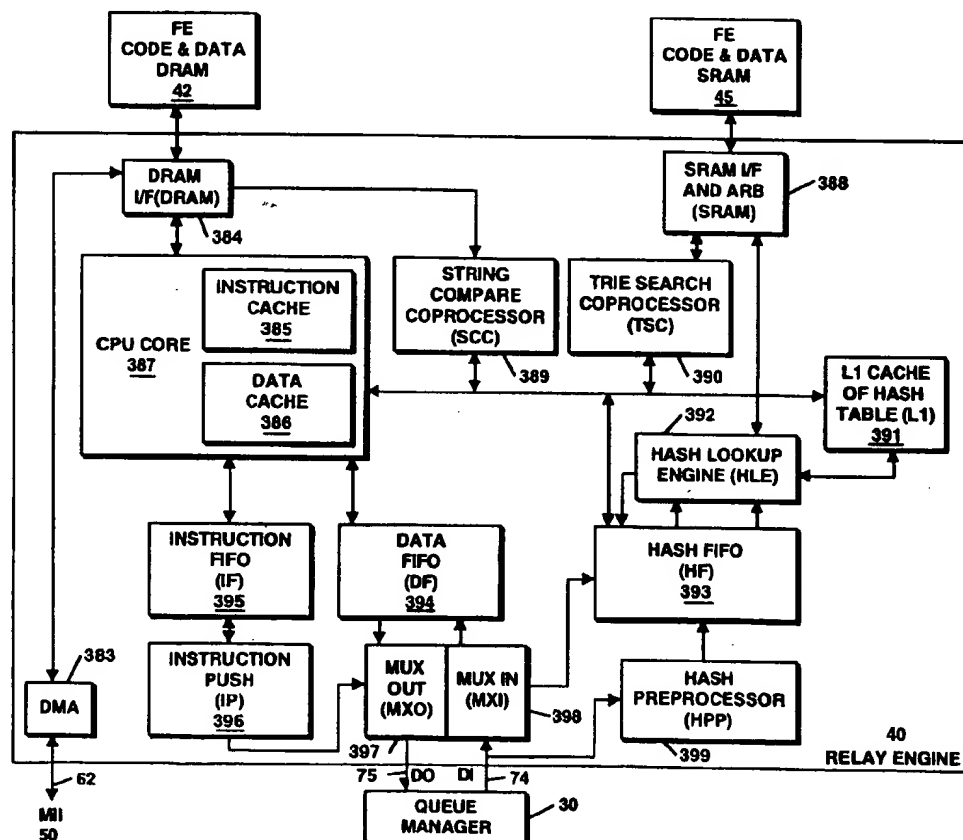 FE
CODE & DATA
DRAM
42
FE
CODE & DATA
SRAM
45
DRAM
I/F(DRAM)
384
SRAM I/F
AND ARB
(SRAM)
388
CPU CORE
387
INSTRUCTION
CACHE
385
DATA
CACHE
386
STRING
COMPARE
COPROCESSOR
(SCC)
389
TRIE SEARCH
COPROCESSOR
(TSC)
390
L1 CACHE
OF HASH
TABLE (L1)
391
392
HASH LOOKUP
ENGINE (HLE)
INSTRUCTION
FIFO
(IF)
395
DATA
FIFO
(DF)
394
HASH FIFO
(HF)
393
383
DMA
INSTRUCTION
PUSH
(IP)
396
MUX
OUT
(MXO)
397
MUX IN
(MXI)
398
HASH
PREPROCESSOR
(HPP)
399
40
RELAY ENGINE
62
MII
50
75
DO
DI
74
QUEUE
MANAGER
30